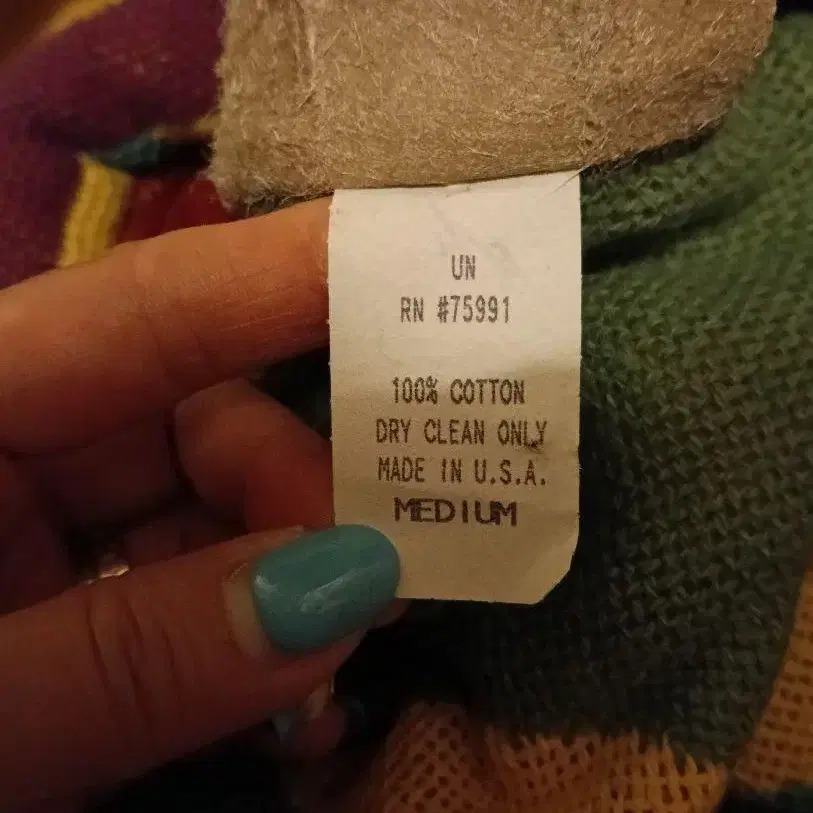 UN
RN #75991
100% COTTON
DRY CLEAN ONLY
MADE IN U.S.A.
MEDIUM